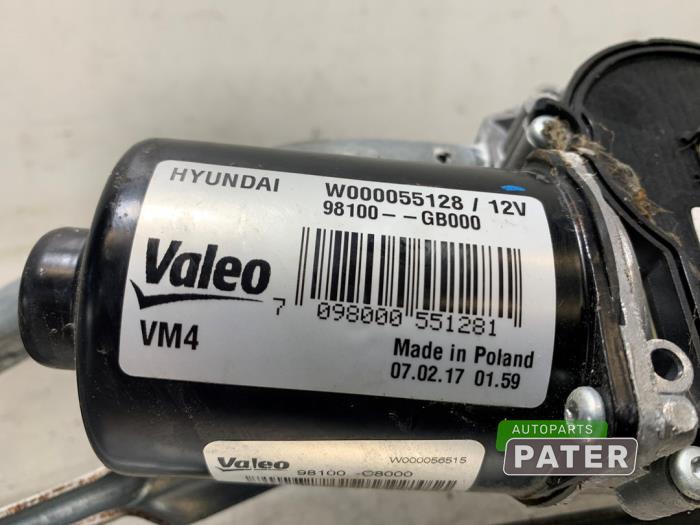 HYUNDAI
W000055128 / 12V
98100--GB000
Valeo
7 098000 551281
VM4
Made in Poland
07.02.17 01.59
Valeo
W000056515
98100 -C8000
AUTOPARTS
PATER